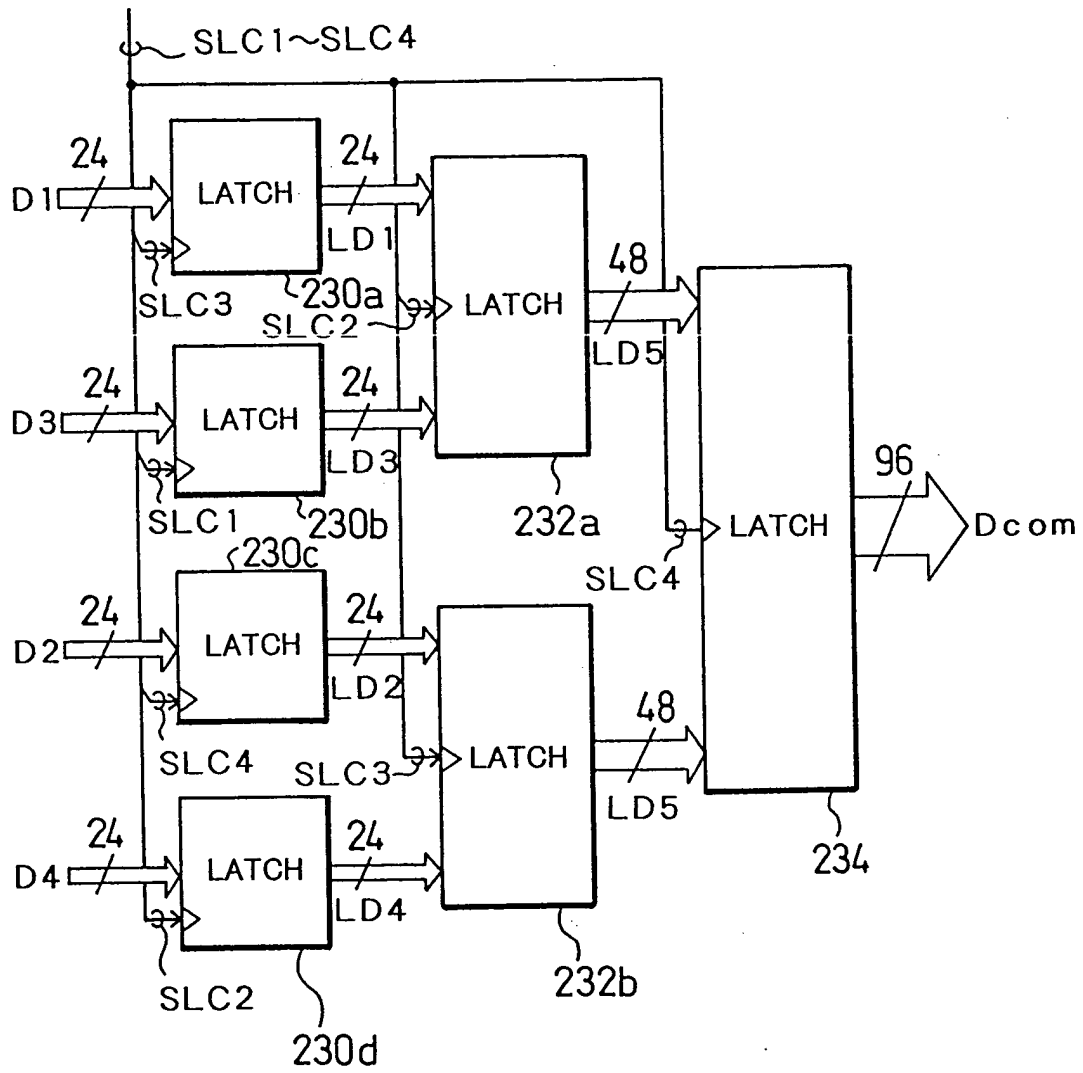 SLC1~SLC4
24
D1
LATCH
SLC3
230a
24
LD1
24
D3
LATCH
SLC1
230b
24
LD3
SLC2
LATCH
232a
48
LD5
230c
24
D2
LATCH
SLC4
24
LD2
24
D4
LATCH
SLC2
230d
24
LD4
SLC3
LATCH
232b
48
LD5
SLC4
LATCH
234
96
Dcom